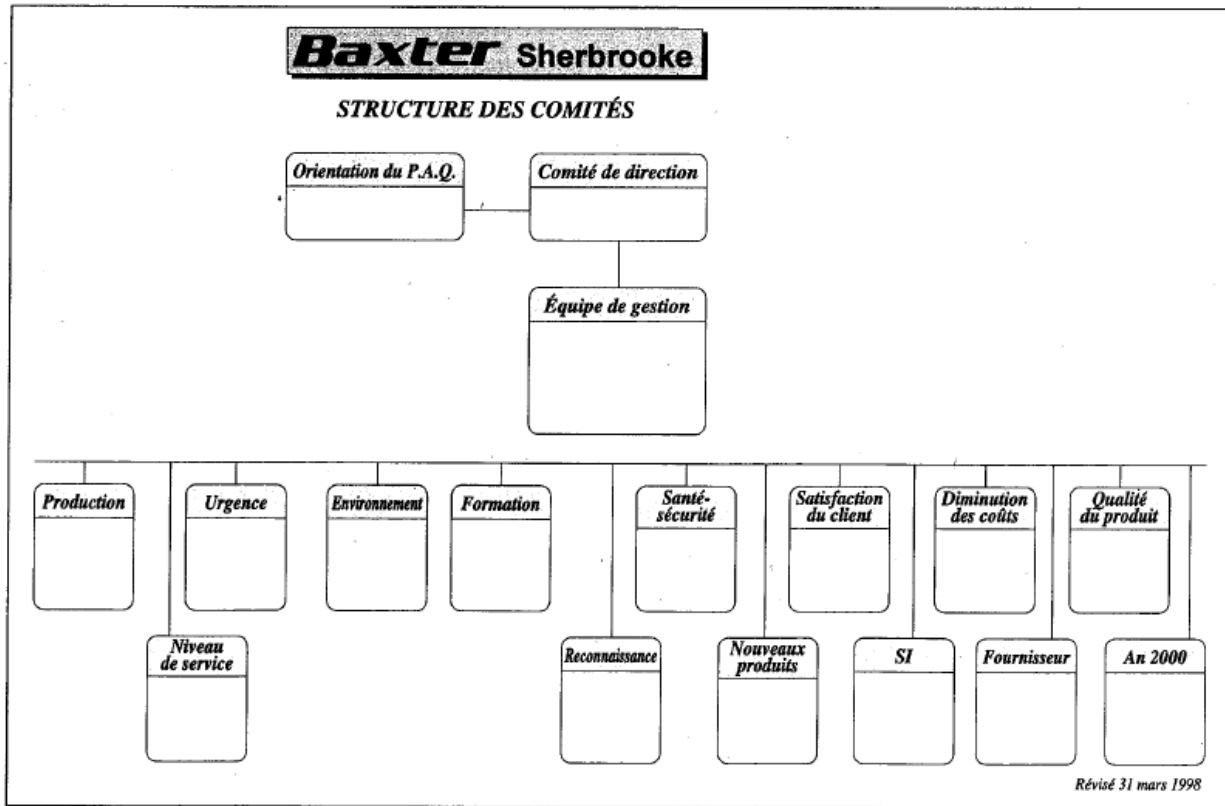 Baxter Sherbrooke
STRUCTURE DES COMITÉS
Orientation du P.A.Q.
Comité de direction
Équipe de gestion
Production
Urgence
Environnement
Formation
Santé-
sécurité
Satisfaction
du client
Diminution
des coûts
Qualité
du produit
Niveau
de service
Reconnaissance
Nouveaux
produits
SI
Fournisseur
An 2000
Révisé 31 mars 1998